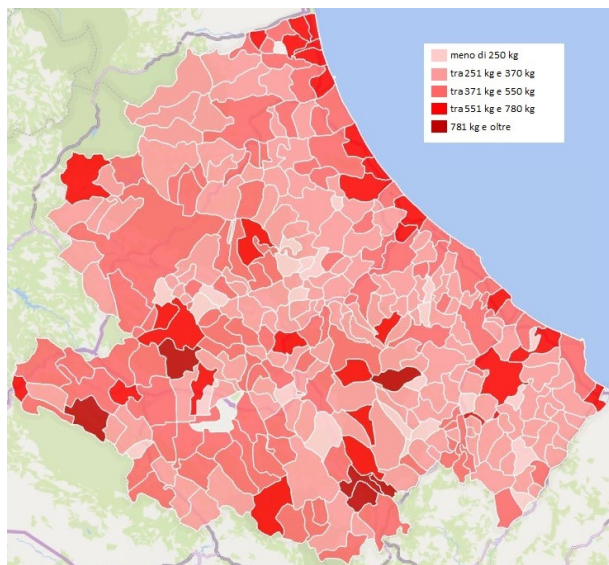 meno di 250 kg
tra251 kg e 370 kg
tra371 kg e 550 kg
tra551 kg e 780 kg
781 kg e oltre